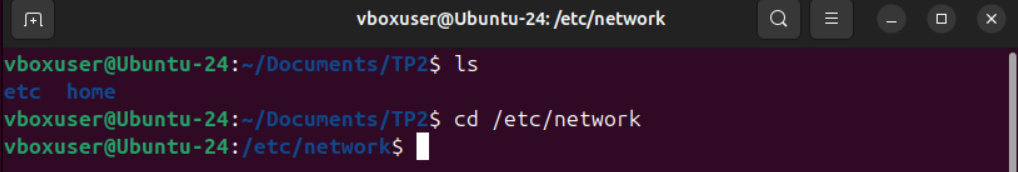 vboxuser@Ubuntu-24: /etc/network
vboxuser@Ubuntu-24:~/Documents/TP2$ ls
etc  home
vboxuser@Ubuntu-24:~/Documents/TP2$ cd /etc/network
vboxuser@Ubuntu-24:/etc/network$